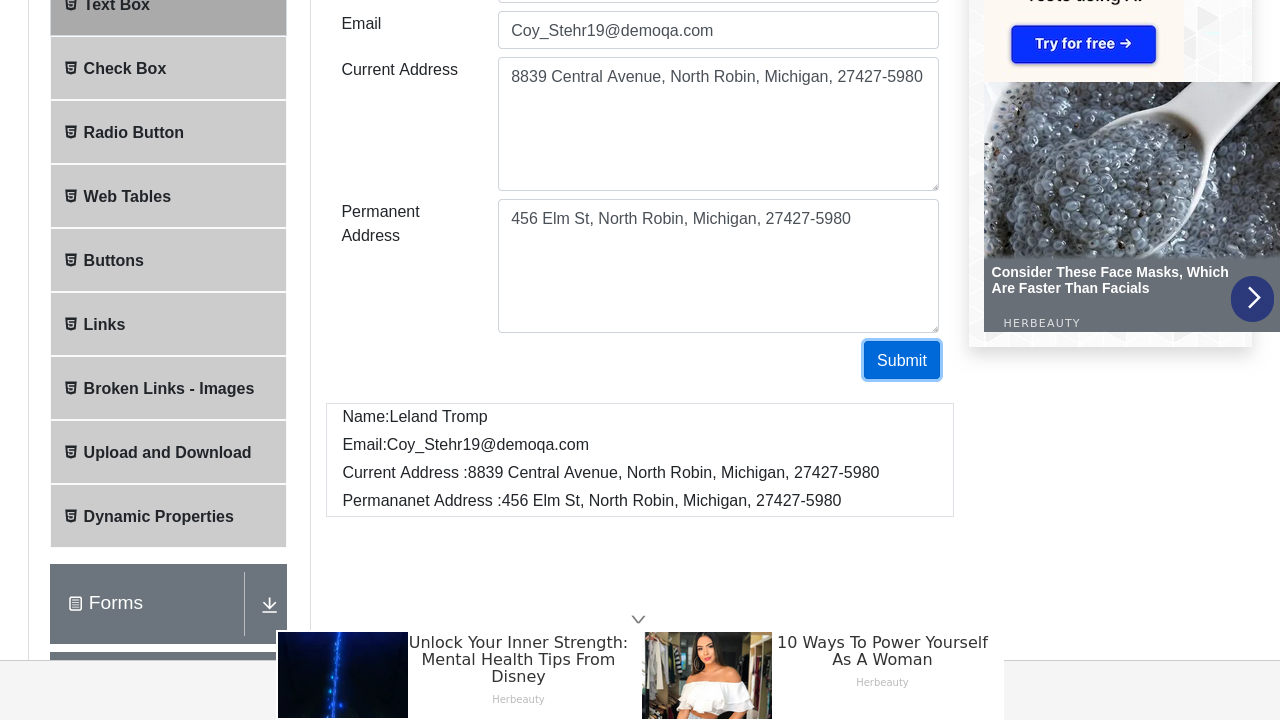 Text Box
Check Box
Radio Button
Web Tables
Buttons
Links
Broken Links - Images
Upload and Download
Dynamic Properties
Forms
Email
Coy_Stehr19@demoqa.com
Current Address
8839 Central Avenue, North Robin, Michigan, 27427-5980
Permanent
Address
456 Elm St, North Robin, Michigan, 27427-5980
Submit
Name:Leland Tromp
Email:Coy_Stehr19@demoqa.com
Current Address :8839 Central Avenue, North Robin, Michigan, 27427-5980
Permananet Address :456 Elm St, North Robin, Michigan, 27427-5980
Try for free →
Consider These Face Masks, Which
Are Faster Than Facials
HERBEAUTY
Unlock Your Inner Strength:
Mental Health Tips From
Disney
Herbeauty
10 Ways To Power Yourself
As A Woman
Herbeauty